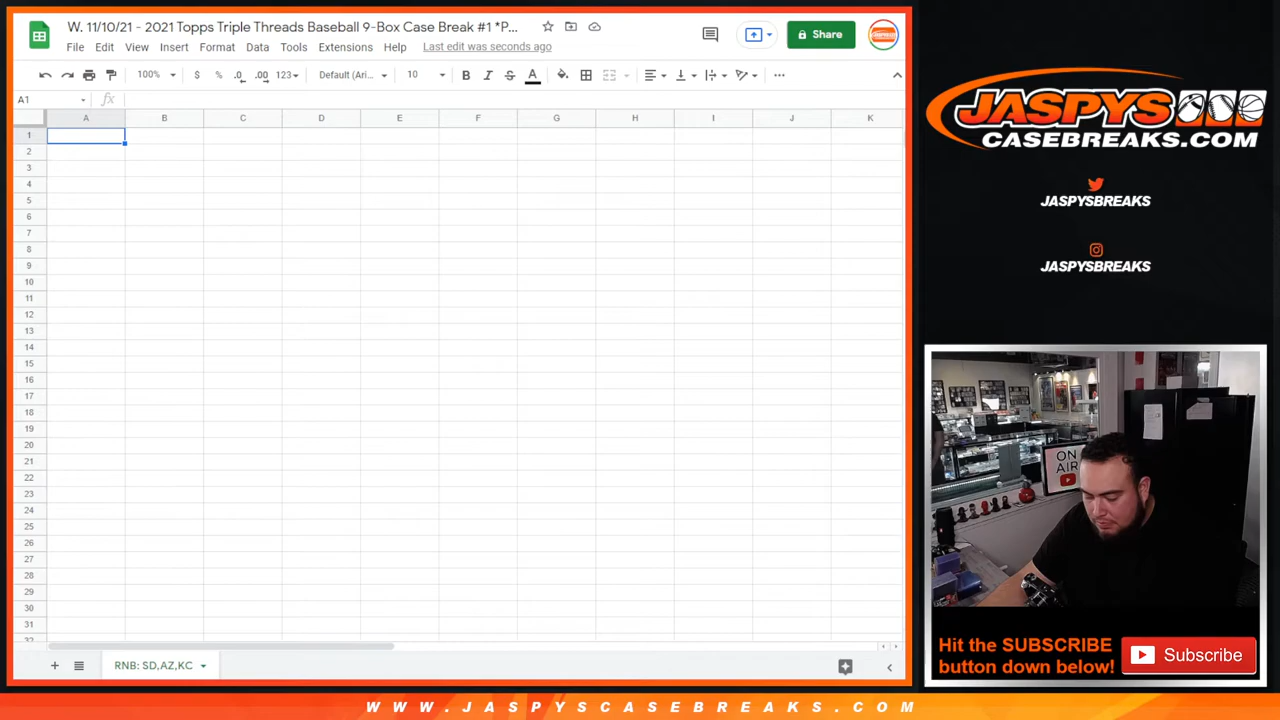 W. 11/10/21 - 2021 Topps Triple Threads Baseball 9-Box Case Break #1 *P...
Share
File Edit View Insert Format Data Tools Extensions Help Last edit was seconds ago
100% $ % .0 .00 123 Default (Ari... 10 B I S A
A1 fx
A B C D E F G H I J K
1
2
3
4
5
6
7
8
9
10
11
12
13
14
15
16
17
18
19
20
21
22
23
24
25
26
27
28
29
30
31
32
+ RNB: SD,AZ,KC
JASPYS
CASEBREAKS.COM
JASPYSBREAKS
JASPYSBREAKS
ON
AIR
Hit the SUBSCRIBE
button down below!
Subscribe
WWW.JASPYSCASEBREAKS.COM